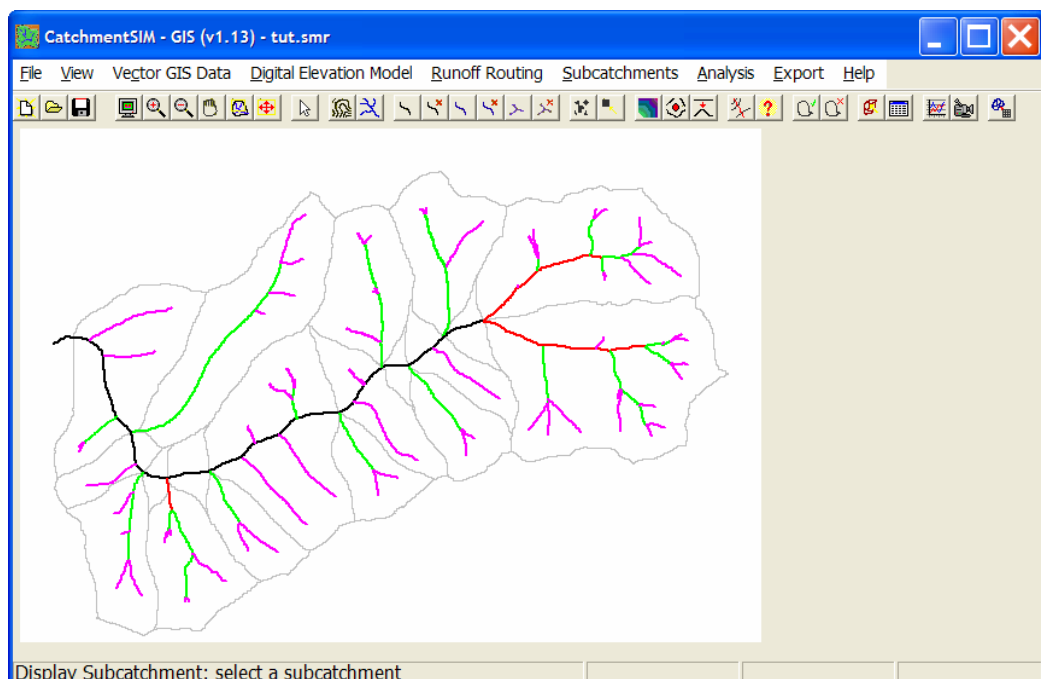 CatchmentSIM - GIS (v1.13) - tut.smr
File View Vector GIS Data Digital Elevation Model Runoff Routing Subcatchments Analysis Export Help
Display Subcatchment: select a subcatchment